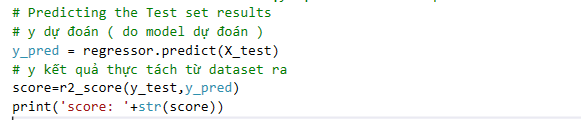 # Predicting the Test set results
# y dự đoán ( do model dự đoán )
y_pred = regressor.predict(X_test)
# y kết quả thực tách từ dataset ra
score=r2_score(y_test,y_pred)
print('score: '+str(score))